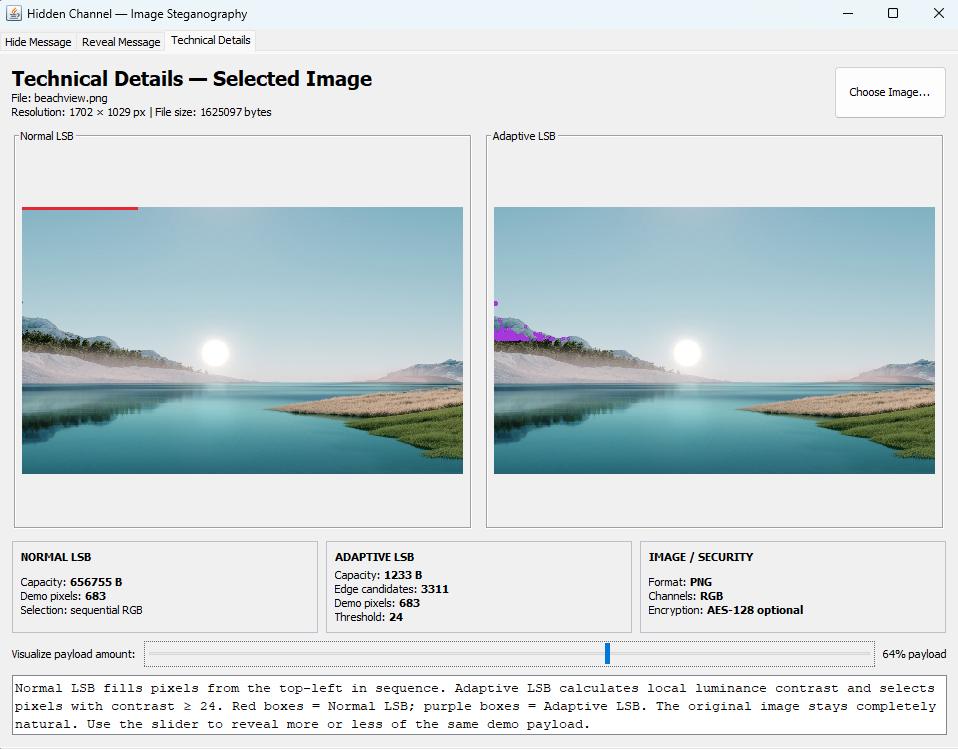 Hidden Channel — Image Steganography
Hide Message
Reveal Message
Technical Details
Technical Details — Selected Image
File: beachview.png
Resolution: 1702 × 1029 px | File size: 1625097 bytes
Choose Image...
Normal LSB
Adaptive LSB
NORMAL LSB
Capacity: 656755 B
Demo pixels: 683
Selection: sequential RGB
ADAPTIVE LSB
Capacity: 1233 B
Edge candidates: 3311
Demo pixels: 683
Threshold: 24
IMAGE / SECURITY
Format: PNG
Channels: RGB
Encryption: AES-128 optional
Visualize payload amount:
64% payload
Normal LSB fills pixels from the top-left in sequence. Adaptive LSB calculates local luminance contrast and selects
pixels with contrast ≥ 24. Red boxes = Normal LSB; purple boxes = Adaptive LSB. The original image stays completely
natural. Use the slider to reveal more or less of the same demo payload.